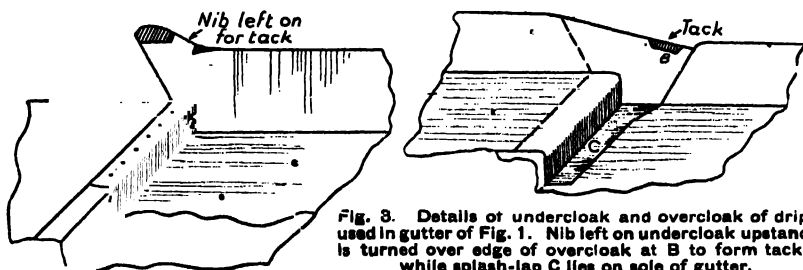 Nib left on
for tack
Tack
B
C
Fig. 3. Details of undercloak and overcloak of drip
used in gutter of Fig. 1. Nib left on undercloak upstand
is turned over edge of overcloak at B to form tack,
while splash-lap C lies on sole of gutter.